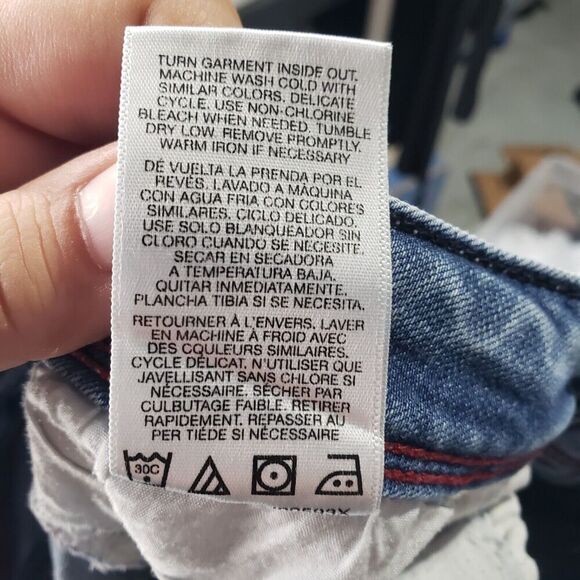 TURN GARMENT INSIDE OUT.
MACHINE WASH COLD WITH
SIMILAR COLORS, DELICATE
CYCLE. USE NON-CHLORINE
BLEACH WHEN NEEDED. TUMBLE
DRY LOW. REMOVE PROMPTLY.
WARM IRON IF NECESSARY
DÉ VUELTA LA PRENDA POR EL
REVÉS. LAVADO A MÁQUINA
CON AGUA FRIA CON COLORES
SIMILARES, CICLO DELICADO.
USE SOLO BLANQUEADOR SIN
CLORO CUANDO SE NECESITE.
SECAR EN SECADORA
A TEMPERATURA BAJA.
QUITAR INMEDIATAMENTE.
PLANCHA TIBIA SI SE NECESITA.
RETOURNER À L'ENVERS. LAVER
EN MACHINE À FROID AVEC
DES COULEURS SIMILAIRES.
CYCLE DÉLICAT. N'UTILISER QUE
JAVELLISANT SANS CHLORE SI
NÉCESSAIRE. SÉCHER PAR
CULBUTAGE FAIBLE. RETIRER
RAPIDEMENT. REPASSER AU
FER TIÉDE SI NÉCESSAIRE
30C